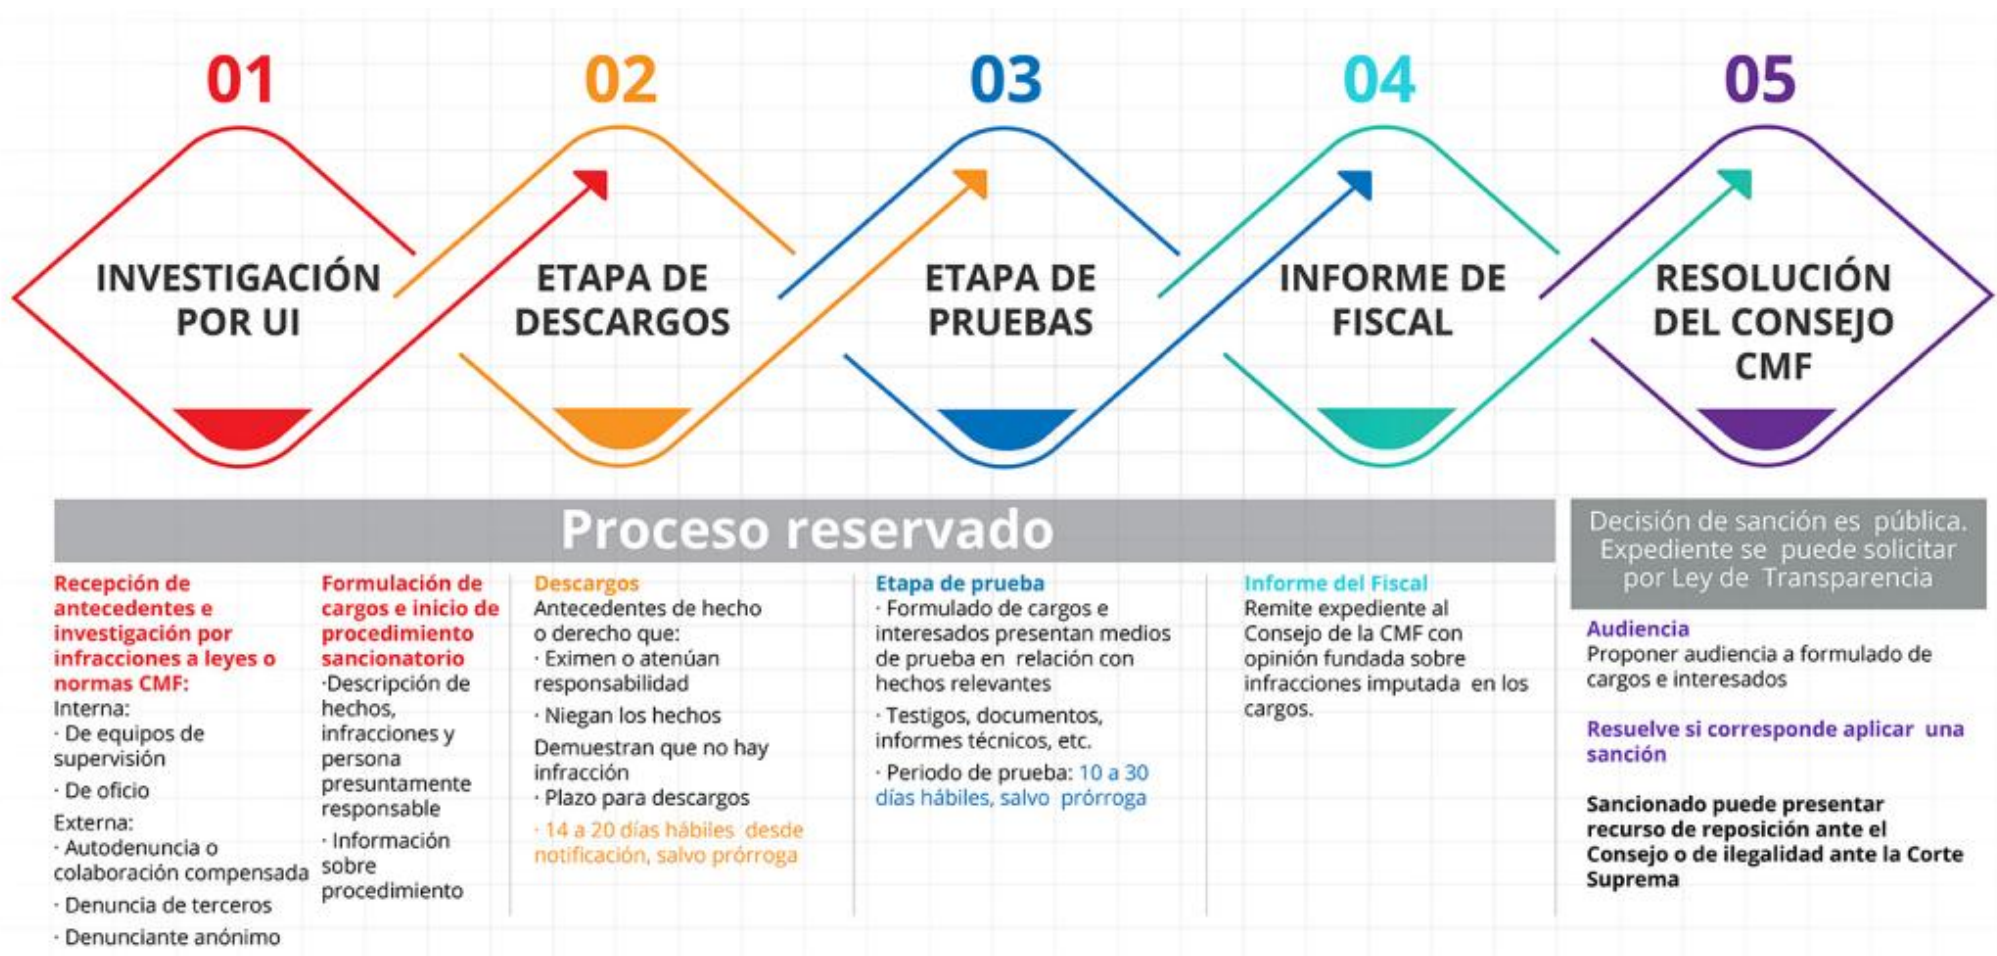 01
02
03
04
05
INVESTIGACIÓN
POR UI
ETAPA DE
DESCARGOS
ETAPA DE
PRUEBAS
INFORME DE
FISCAL
RESOLUCIÓN
DEL CONSEJO
CMF
Proceso reservado
Decisión de sanción es pública.
Expediente se puede solicitar
por Ley de Transparencia
Recepción de
antecedentes e
investigación por
infracciones a leyes o
normas CMF:
Interna:
· De equipos de
supervisión
· De oficio
Externa:
· Autodenuncia o
colaboración compensada
· Denuncia de terceros
· Denunciante anónimo
Formulación de
cargos e inicio de
procedimiento
sancionatorio
·Descripción de
hechos,
infracciones y
persona
presuntamente
responsable
· Información
sobre
procedimiento
Descargos
Antecedentes de hecho
o derecho que:
· Eximen o atenúan
responsabilidad
· Niegan los hechos
Demuestran que no hay
infracción
· Plazo para descargos
· 14 a 20 días hábiles desde
notificación, salvo prórroga
Etapa de prueba
· Formulado de cargos e
interesados presentan medios
de prueba en relación con
hechos relevantes
· Testigos, documentos,
informes técnicos, etc.
· Periodo de prueba: 10 a 30
días hábiles, salvo prórroga
Informe del Fiscal
Remite expediente al
Consejo de la CMF con
opinión fundada sobre
infracciones imputada en los
cargos.
Audiencia
Proponer audiencia a formulado de
cargos e interesados
Resuelve si corresponde aplicar una
sanción
Sancionado puede presentar
recurso de reposición ante el
Consejo o de ilegalidad ante la Corte
Suprema